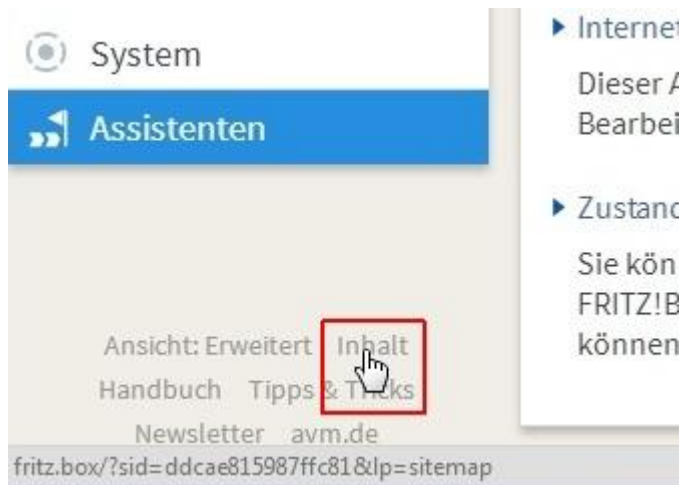 System
Assistenten
Ansicht: Erweitert Inhalt
Handbuch Tipps & Tricks
Newsletter avm.de
fritz.box/?sid=ddcae815987ffc81&lp=sitemap
Internet
Dieser A
Bearbei
Zustand
Sie kön
FRITZ!B
können